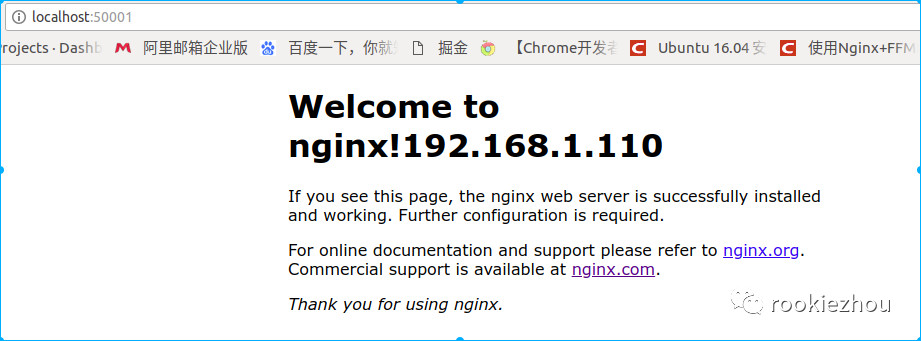 localhost:50001
rojects · Dashb
阿里邮箱企业版
百度一下，你就
掘金
【Chrome开发者
Ubuntu 16.04 安
使用Nginx+FFM
Welcome to
nginx!192.168.1.110
If you see this page, the nginx web server is successfully installed
and working. Further configuration is required.
For online documentation and support please refer to nginx.org.
Commercial support is available at nginx.com.
Thank you for using nginx.
rookiezhou